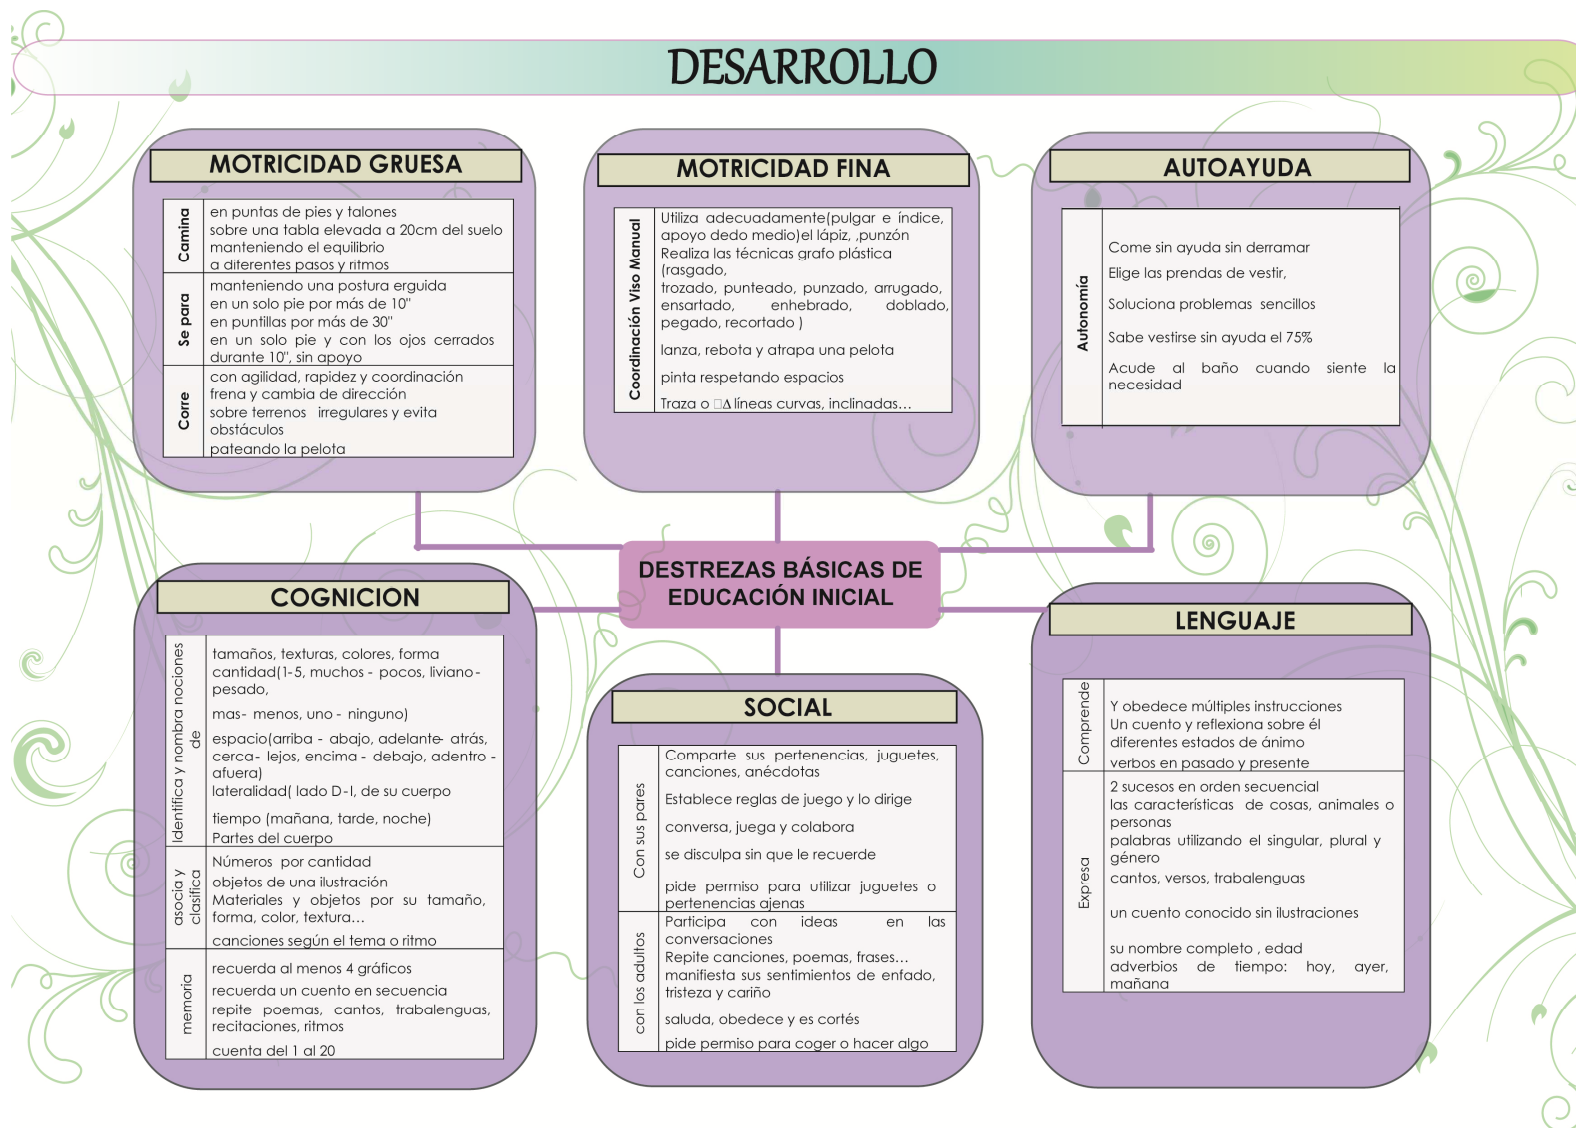 DESARROLLO
MOTRICIDAD GRUESA
Camina
en puntas de pies y talones
sobre una tabla elevada a 20cm del suelo
manteniendo el equilibrio
a diferentes pasos y ritmos
Se para
manteniendo una postura erguida
en un solo pie por más de 10"
en puntillas por más de 30"
en un solo pie y con los ojos cerrados
durante 10", sin apoyo
Corre
con agilidad, rapidez y coordinación
frena y cambia de dirección
sobre terrenos irregulares y evita
obstáculos
pateando la pelota
MOTRICIDAD FINA
Coordinación Viso Manual
Utiliza adecuadamente(pulgar e índice,
apoyo dedo medio)el lápiz, ,punzón
Realiza las técnicas grafo plástica
(rasgado,
trozado, punteado, punzado, arrugado,
ensartado, enhebrado, doblado,
pegado, recortado )
lanza, rebota y atrapa una pelota
pinta respetando espacios
Traza o □∆ líneas curvas, inclinadas…
AUTOAYUDA
Autonomía
Come sin ayuda sin derramar
Elige las prendas de vestir,
Soluciona problemas sencillos
Sabe vestirse sin ayuda el 75%
Acude al baño cuando siente la
necesidad
DESTREZAS BÁSICAS DE
EDUCACIÓN INICIAL
COGNICION
Identifica y nombra nociones
de
tamaños, texturas, colores, forma
cantidad(1-5, muchos - pocos, liviano -
pesado,
mas- menos, uno - ninguno)
espacio(arriba - abajo, adelante- atrás,
cerca- lejos, encima - debajo, adentro -
afuera)
lateralidad( lado D-I, de su cuerpo
tiempo (mañana, tarde, noche)
Partes del cuerpo
asocia y
clasifica
Números por cantidad
objetos de una ilustración
Materiales y objetos por su tamaño,
forma, color, textura…
canciones según el tema o ritmo
memoria
recuerda al menos 4 gráficos
recuerda un cuento en secuencia
repite poemas, cantos, trabalenguas,
recitaciones, ritmos
cuenta del 1 al 20
SOCIAL
Con sus pares
Comparte sus pertenencias, juguetes,
canciones, anécdotas
Establece reglas de juego y lo dirige
conversa, juega y colabora
se disculpa sin que le recuerde
pide permiso para utilizar juguetes o
pertenencias ajenas
con los adultos
Participa con ideas en las
conversaciones
Repite canciones, poemas, frases…
manifiesta sus sentimientos de enfado,
tristeza y cariño
saluda, obedece y es cortés
pide permiso para coger o hacer algo
LENGUAJE
Comprende
Y obedece múltiples instrucciones
Un cuento y reflexiona sobre él
diferentes estados de ánimo
verbos en pasado y presente
Expresa
2 sucesos en orden secuencial
las características de cosas, animales o
personas
palabras utilizando el singular, plural y
género
cantos, versos, trabalenguas
un cuento conocido sin ilustraciones
su nombre completo , edad
adverbios de tiempo: hoy, ayer,
mañana